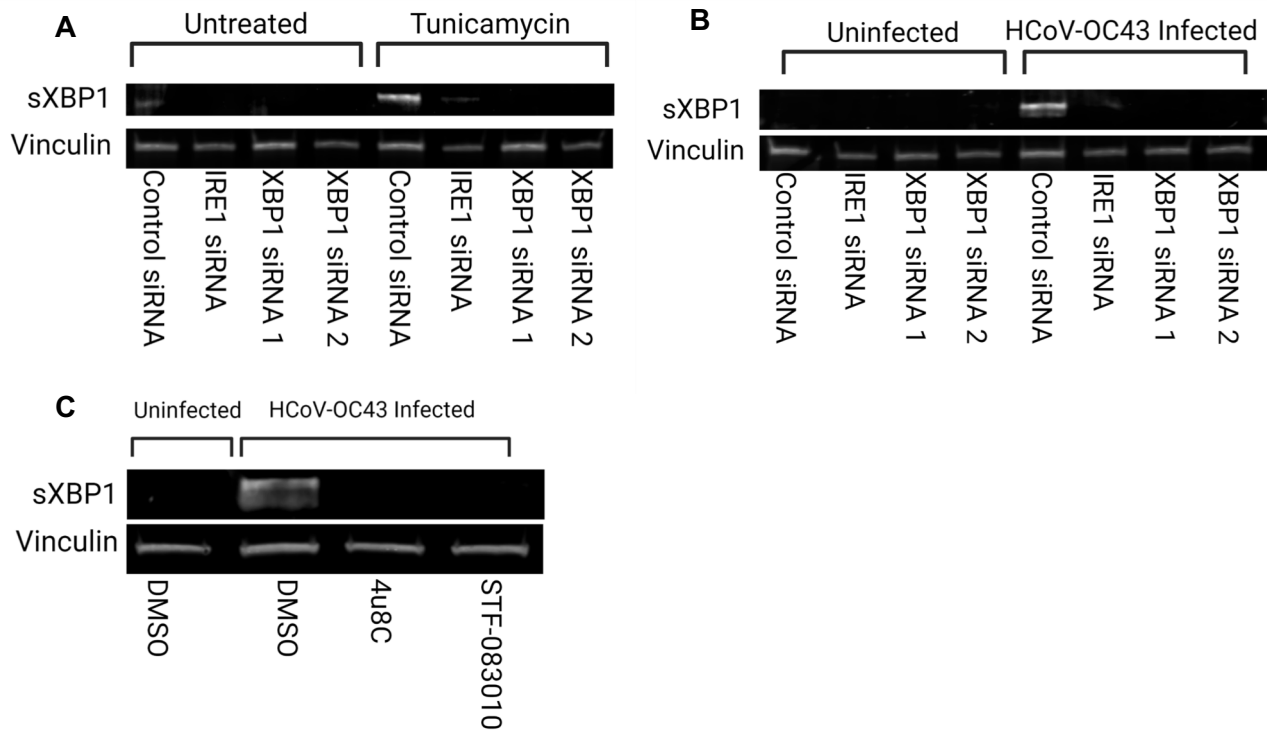 A
Untreated
Tunicamycin
sXBP1
Vinculin
Control siRNA
IRE1 siRNA
XBP1 siRNA 1
XBP1 siRNA 2
Control siRNA
IRE1 siRNA
XBP1 siRNA 1
XBP1 siRNA 2
B
Uninfected
HCoV-OC43 Infected
sXBP1
Vinculin
Control siRNA
IRE1 siRNA
XBP1 siRNA 1
XBP1 siRNA 2
Control siRNA
IRE1 siRNA
XBP1 siRNA 1
XBP1 siRNA 2
C
Uninfected
HCoV-OC43 Infected
sXBP1
Vinculin
DMSO
DMSO
4u8C
STF-083010